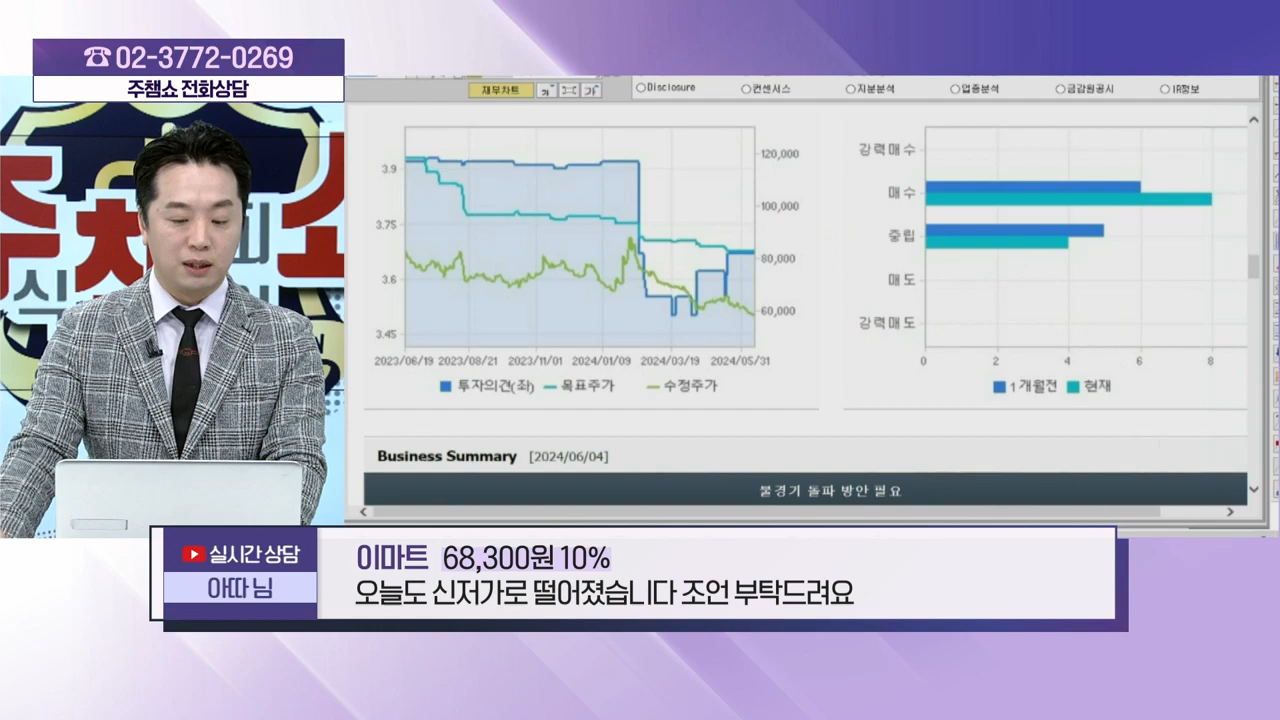 ☎02-3772-0269
주챔쇼 전화상담
재무차트
가
가
Disclosure
컨센서스
지분분석
업종분석
금감원공시
IR정보
3.9
3.75
3.6
3.45
120,000
100,000
80,000
60,000
2023/06/19 2023/08/21 2023/11/01 2024/01/09 2024/03/19 2024/05/31
투자의견(좌) 목표주가 수정주가
강력매수
매수
중립
매도
강력매도
0 2 4 6 8
1개월전 현재
Business Summary [2024/06/04]
불경기 돌파 방안 필요
실시간 상담
아따 님
이마트 68,300원 10%
오늘도 신저가로 떨어졌습니다 조언 부탁드려요